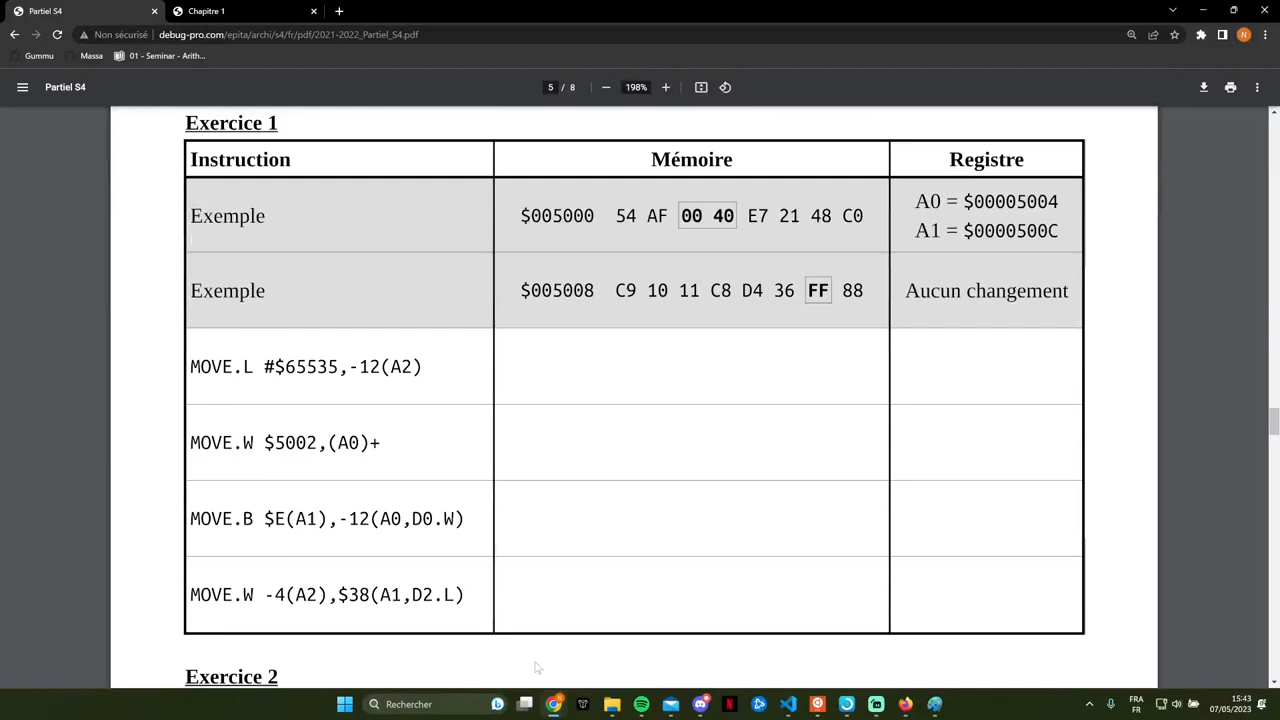 Partiel S4
Chapitre 1
Non sécurisé
debug-pro.com/epita/archi/s4/fr/pdf/2021-2022_Partiel_S4.pdf
N
Gummu
Massa
01 - Seminar - Arith...
Partiel S4
5 / 8
198%
Exercice 1
Instruction Mémoire Registre
Exemple $005000 54 AF 00 40 E7 21 48 C0 A0 = $00005004
A1 = $0000500C
Exemple $005008 C9 10 11 C8 D4 36 FF 88 Aucun changement
MOVE.L #$65535,-12(A2)
MOVE.W $5002,(A0)+
MOVE.B $E(A1),-12(A0,D0.W)
MOVE.W -4(A2),$38(A1,D2.L)
Exercice 2
Rechercher
FRA
FR
15:43
07/05/2023